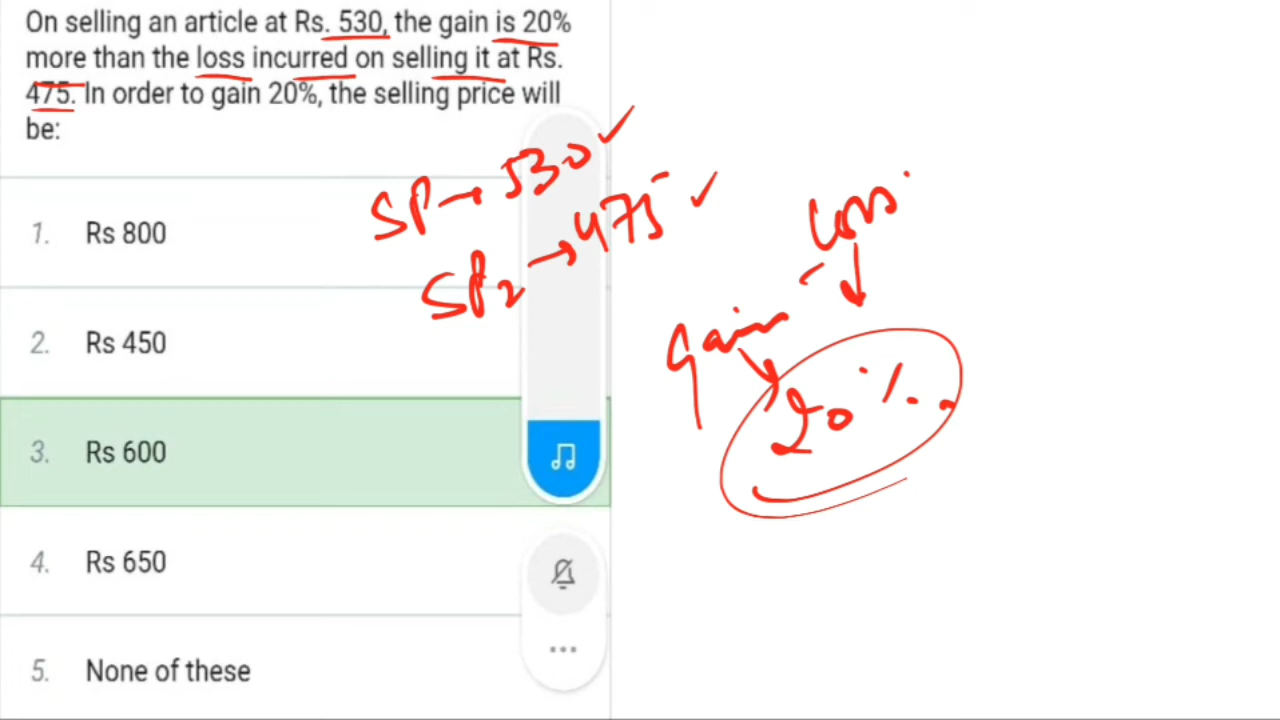 On selling an article at Rs. 530, the gain is 20%
more than the loss incurred on selling it at Rs.
475. In order to gain 20%, the selling price will
be:
1. Rs 800
2. Rs 450
3. Rs 600
4. Rs 650
5. None of these
SP → 530 ✓
SP2 → 475 ✓
Loss
Gain
20%